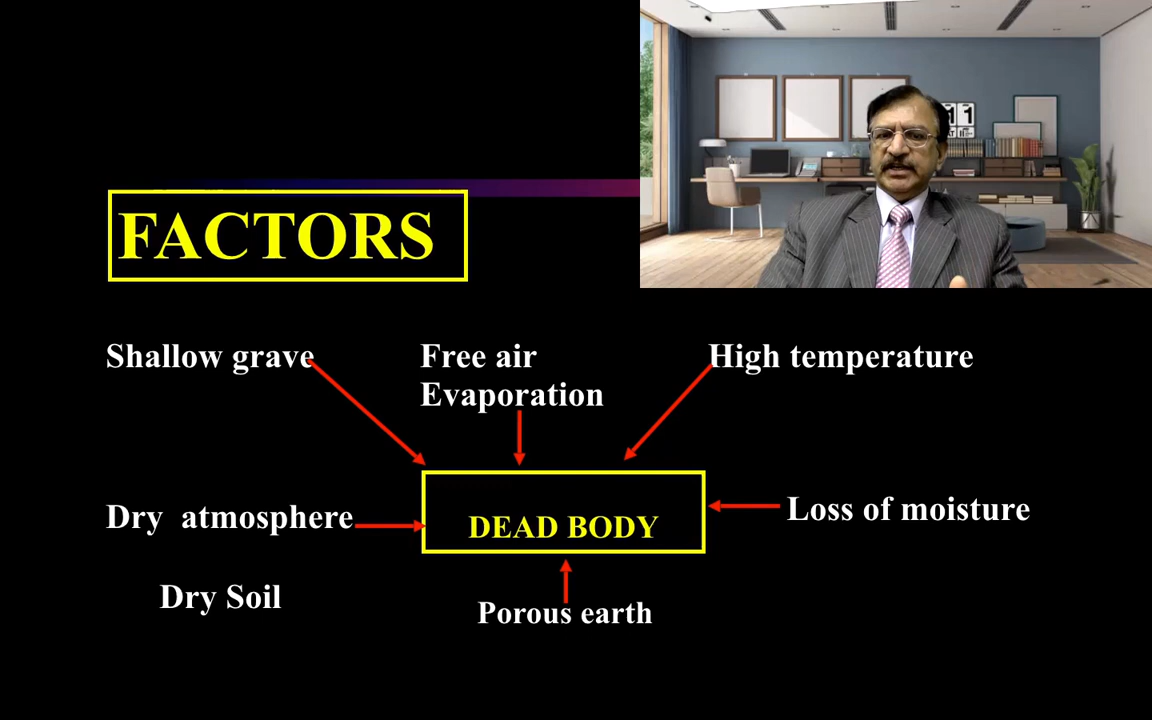 FACTORS
11
Shallow grave
Free air
Evaporation
High temperature
Dry atmosphere
Loss of moisture
DEAD BODY
Dry Soil
Porous earth